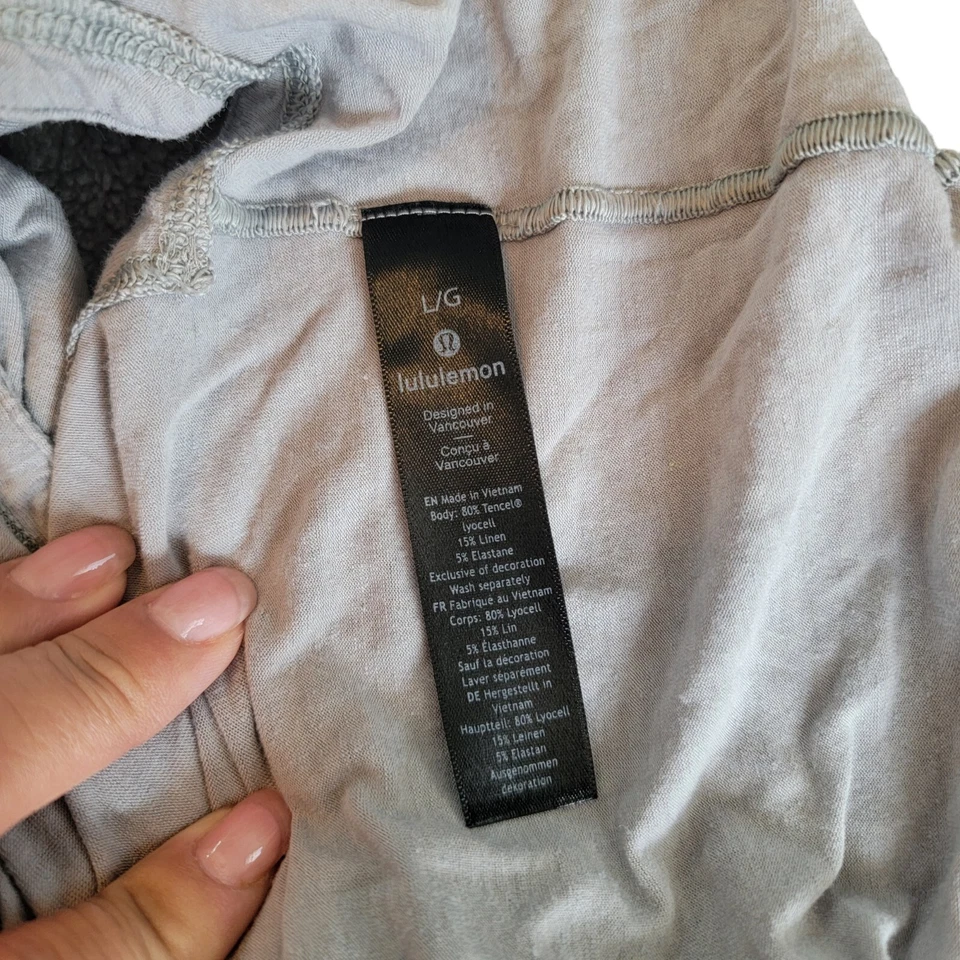 L/G
lululemon
Designed in
Vancouver
Conçu à
Vancouver
EN Made in Vietnam
Body: 80% Tencel®
lyocell
15% Linen
5% Elastane
Exclusive of decoration
Wash separately
FR Fabriqué au Vietnam
Corps: 80% Lyocell
15% Lin
5% Élasthanne
Sauf la décoration
Laver séparément
DE Hergestellt in
Vietnam
Hauptteil: 80% Lyocell
15% Leinen
5% Elastan
Ausgenommen
dekoration